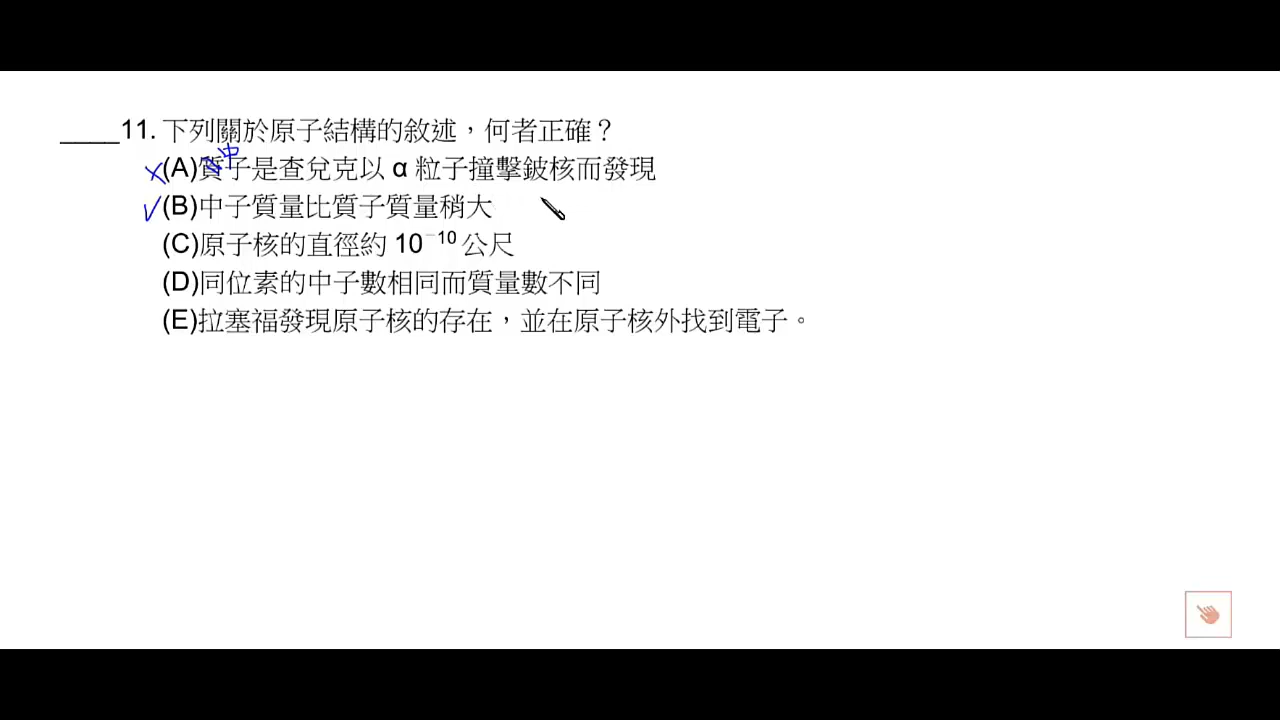 ____11. 下列關於原子結構的敘述，何者正確？
中
x(A)質子是查兌克以 α 粒子撞擊鈹核而發現
✓(B)中子質量比質子質量稍大
(C)原子核的直徑約 10⁻¹⁰ 公尺
(D)同位素的中子數相同而質量數不同
(E)拉塞福發現原子核的存在，並在原子核外找到電子。